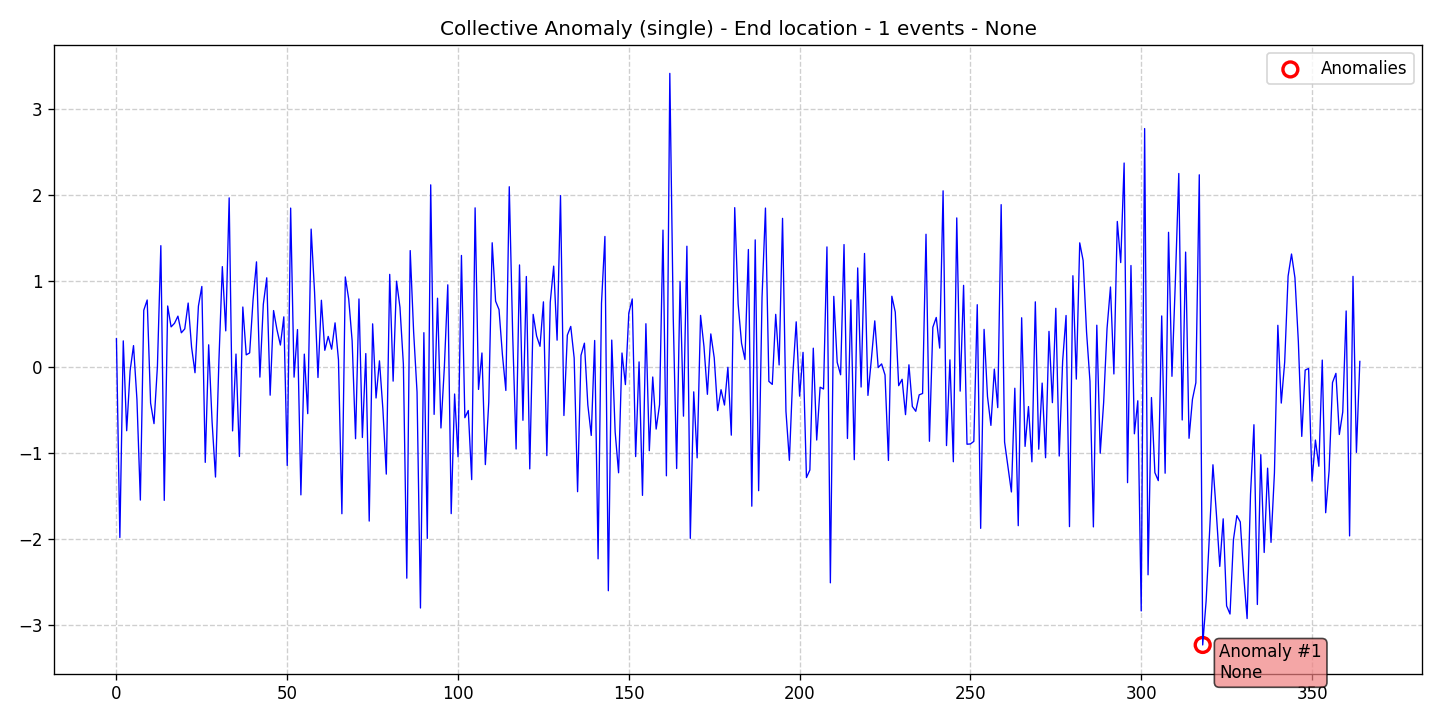 Collective Anomaly (single) - End location - 1 events - None
Anomalies
3
2
1
0
−1
−2
−3
Anomaly #1
None
0 50 100 150 200 250 300 350